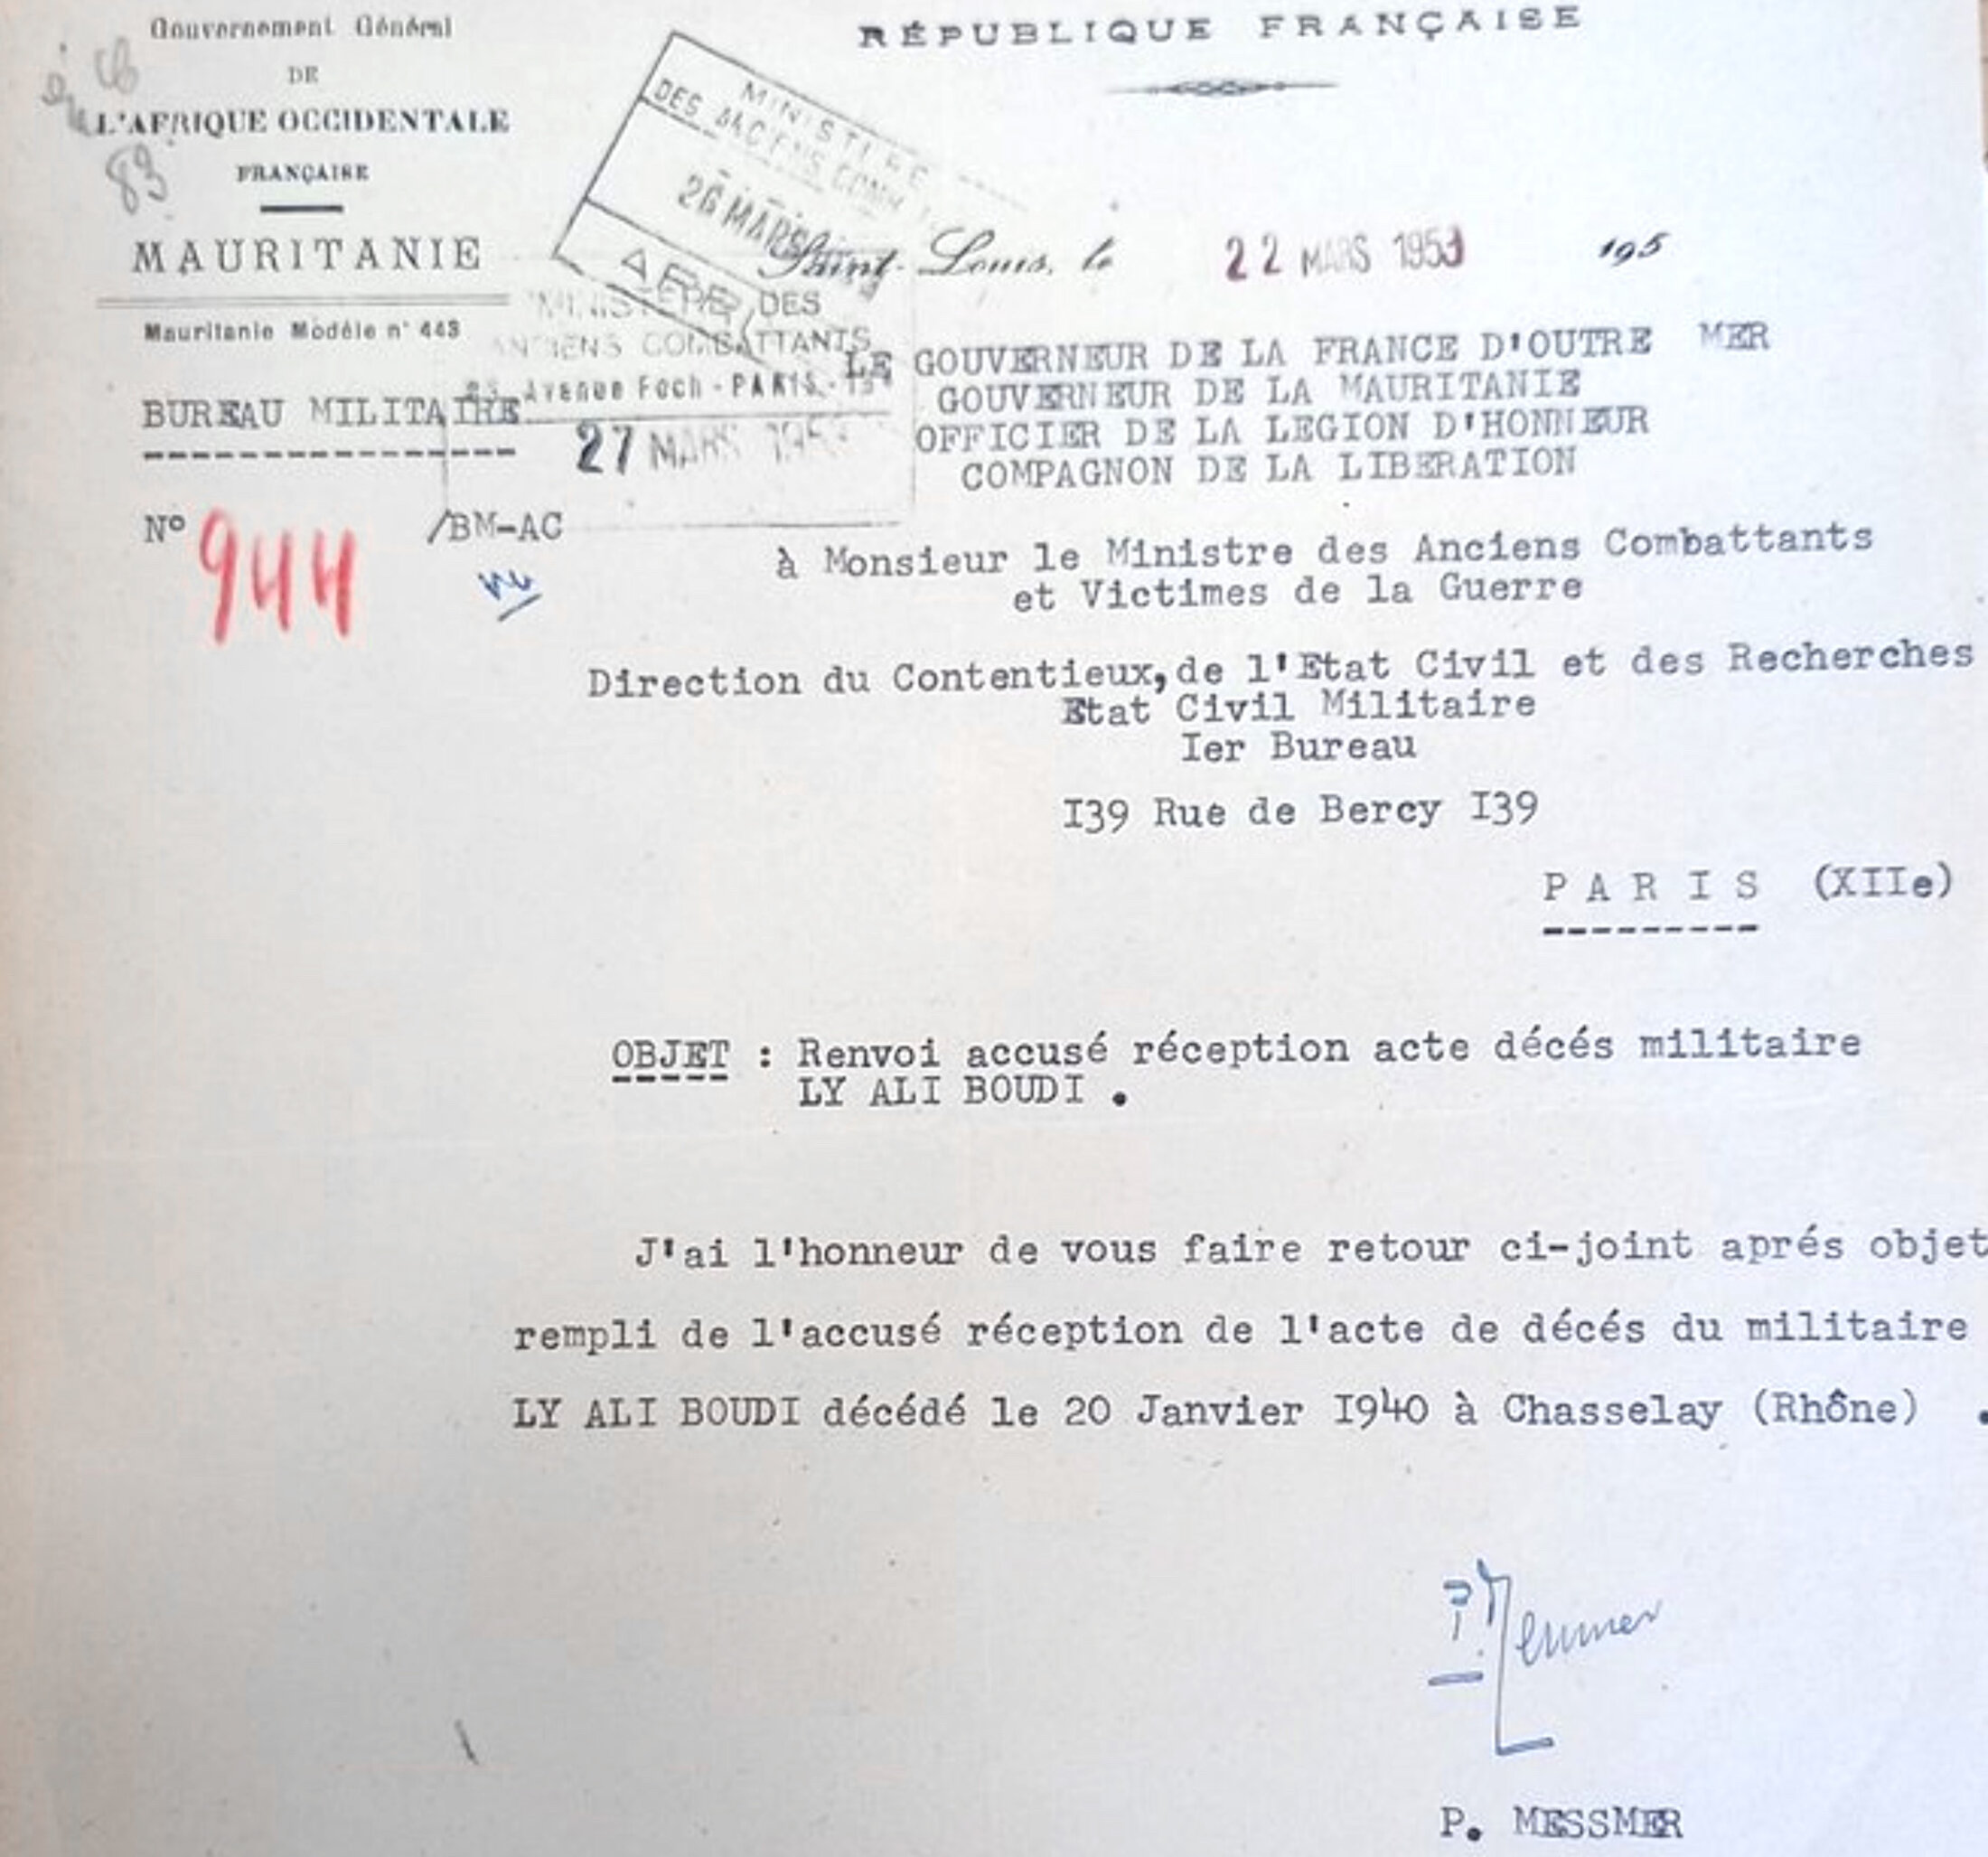 Gouvernement Général
DE
L'AFRIQUE OCCIDENTALE
FRANÇAISE
MAURITANIE
Mauritanie Modéle n° 443
BUREAU MILITAIRE
N° 944 /BM-AC
RÉPUBLIQUE FRANÇAISE
MINISTERE
DES ANCIENS COMB
26 MARS
MINISTERE DES
ANCIENS COMBATTANTS
Avenue Foch - PARIS -
27 MARS
Saint-Louis, le 22 MARS 1953 195
LE GOUVERNEUR DE LA FRANCE D'OUTRE MER
GOUVERNEUR DE LA MAURITANIE
OFFICIER DE LA LEGION D'HONNEUR
COMPAGNON DE LA LIBERATION
à Monsieur le Ministre des Anciens Combattants
et Victimes de la Guerre
Direction du Contentieux, de l'Etat Civil et des Recherches
Etat Civil Militaire
Ier Bureau
I39 Rue de Bercy I39
P A R I S (XIIe)
OBJET : Renvoi accusé réception acte décés militaire
LY ALI BOUDI .
J'ai l'honneur de vous faire retour ci-joint aprés objet
rempli de l'accusé réception de l'acte de décés du militaire
LY ALI BOUDI décédé le 20 Janvier I940 à Chasselay (Rhône) .
P. Messmer
P. MESSMER